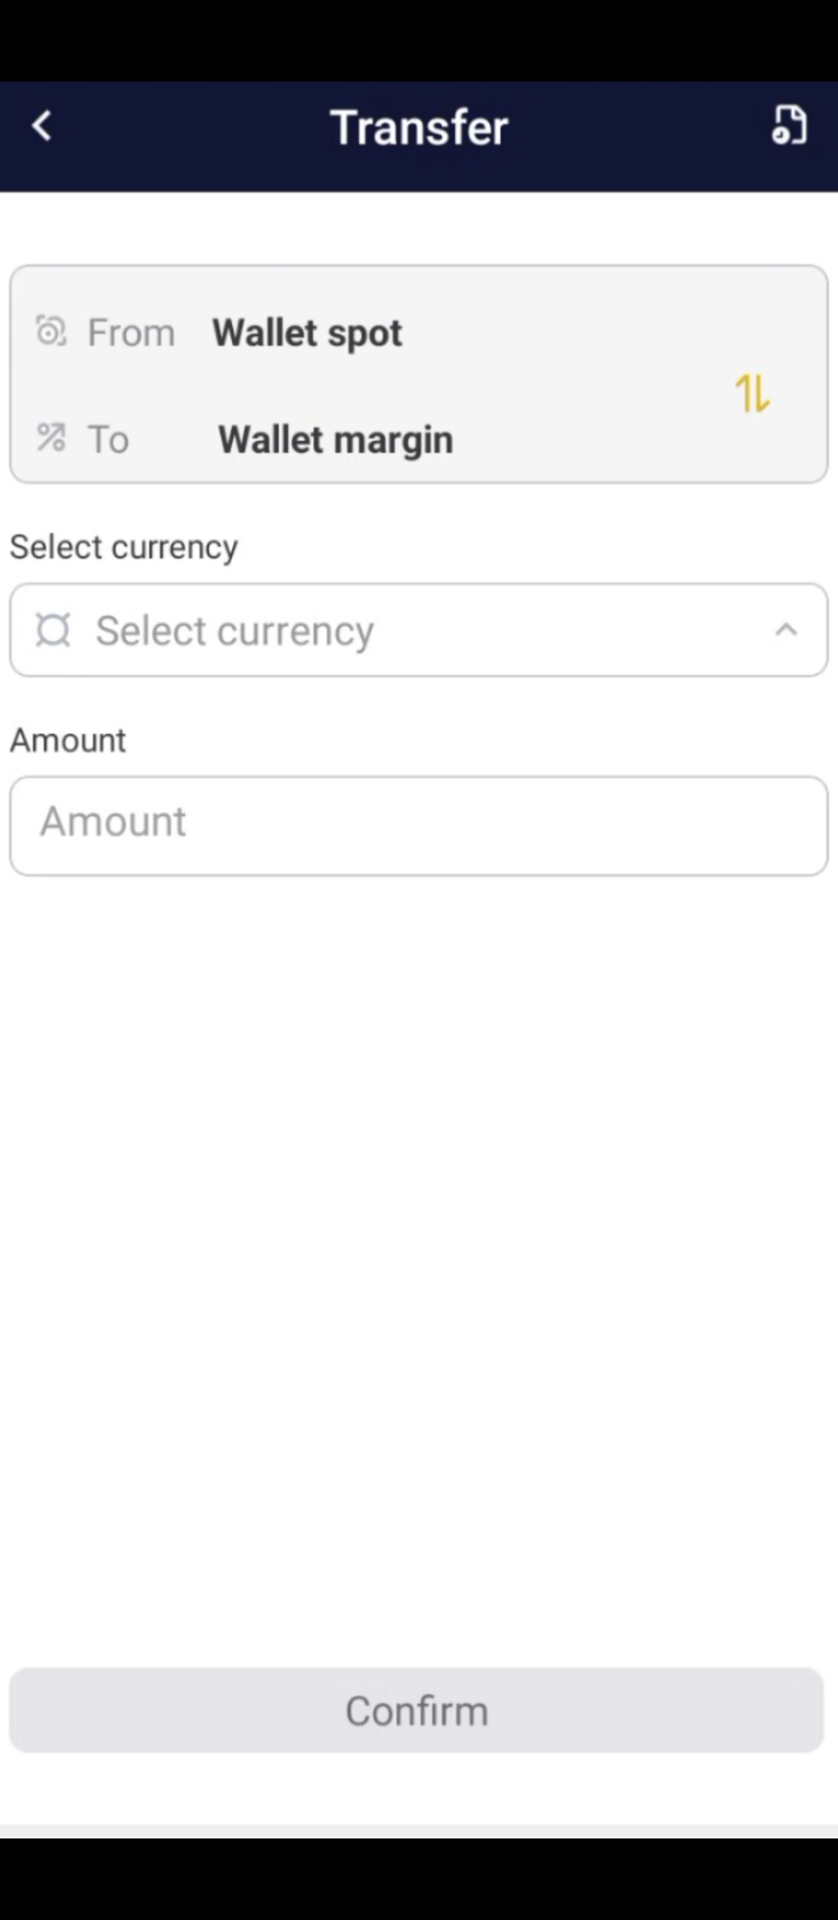 Transfer
From Wallet spot
To Wallet margin
Select currency
Select currency
Amount
Amount
Confirm